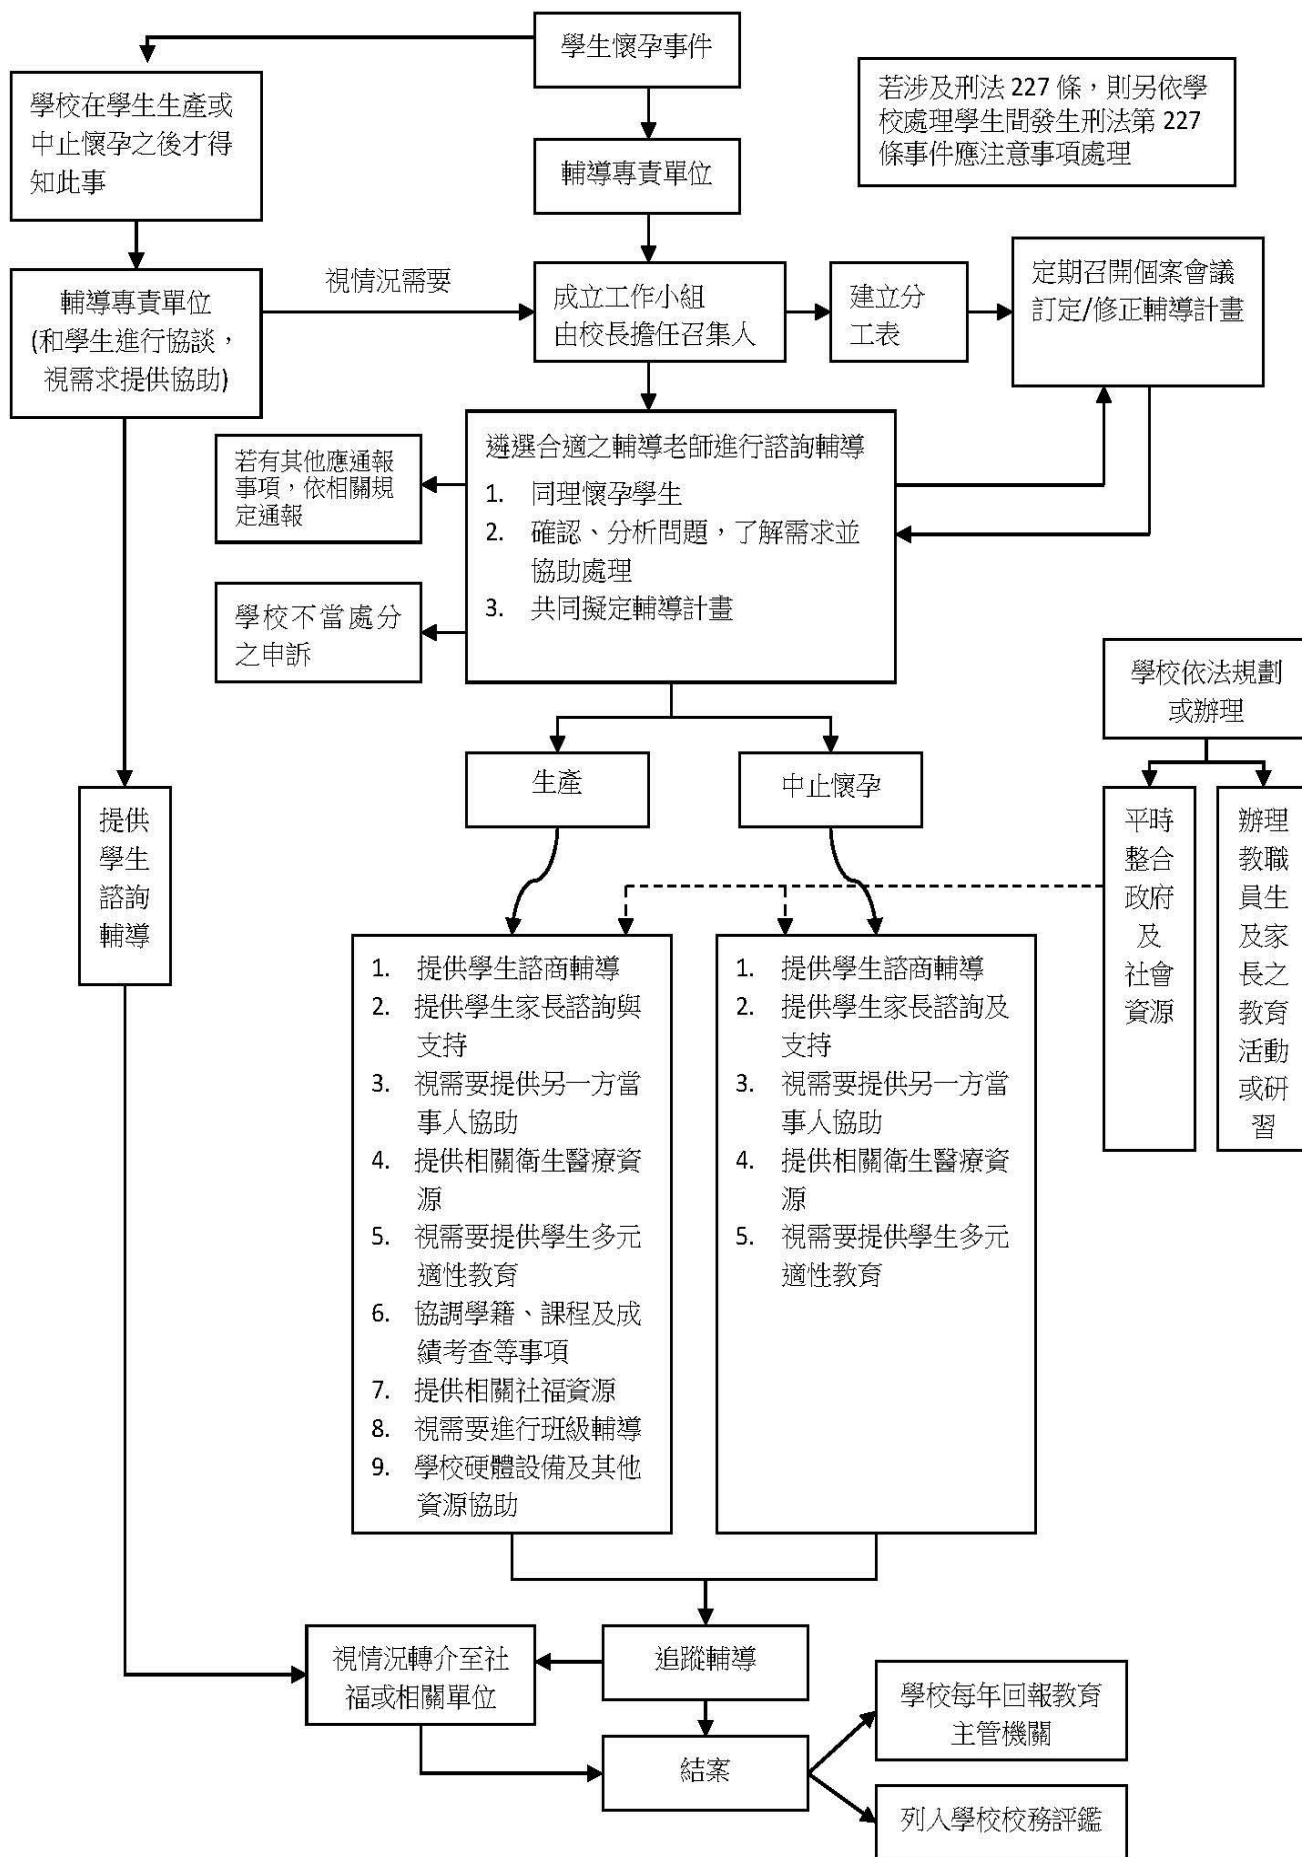 學生懷孕事件
學校在學生生產或
中止懷孕之後才得
知此事
若涉及刑法 227 條，則另依學
校處理學生間發生刑法第 227
條事件應注意事項處理
輔導專責單位
輔導專責單位
(和學生進行協談，
視需求提供協助)
視情況需要
成立工作小組
由校長擔任召集人
建立分
工表
定期召開個案會議
訂定/修正輔導計畫
遴選合適之輔導老師進行諮詢輔導
1. 同理懷孕學生
2. 確認、分析問題，了解需求並
協助處理
3. 共同擬定輔導計畫
若有其他應通報
事項，依相關規
定通報
學校不當處分
之申訴
學校依法規劃
或辦理
生產
中止懷孕
提供
學生
諮詢
輔導
平時
整合
政府
及
社會
資源
辦理
教職
員生
及家
長之
教育
活動
或研
習
1. 提供學生諮商輔導
2. 提供學生家長諮詢與
支持
3. 視需要提供另一方當
事人協助
4. 提供相關衛生醫療資
源
5. 視需要提供學生多元
適性教育
6. 協調學籍、課程及成
績考查等事項
7. 提供相關社福資源
8. 視需要進行班級輔導
9. 學校硬體設備及其他
資源協助
1. 提供學生諮商輔導
2. 提供學生家長諮詢及
支持
3. 視需要提供另一方當
事人協助
4. 提供相關衛生醫療資
源
5. 視需要提供學生多元
適性教育
視情況轉介至社
福或相關單位
追蹤輔導
結案
學校每年回報教育
主管機關
列入學校校務評鑑